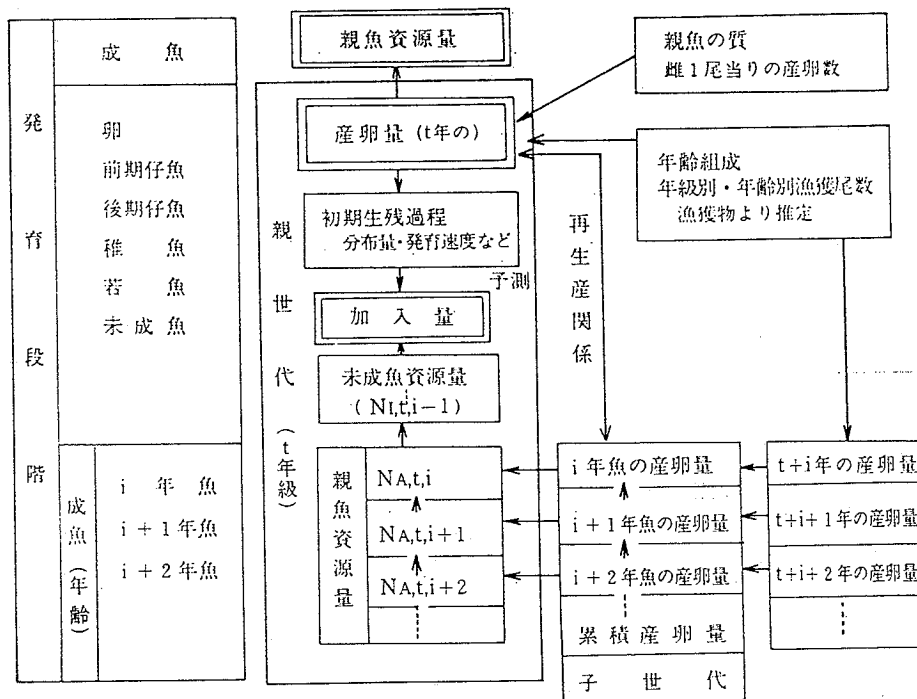 発育段階
成魚
卵
前期仔魚
後期仔魚
稚魚
若魚
未成魚
成魚(年齢)
i年魚
i+1年魚
i+2年魚
親魚資源量
親世代(t年級)
産卵量(t年の)
初期生残過程
分布量・発育速度など
予測
加入量
未成魚資源量
(NI,t,i−1)
親魚資源量
NA,t,i
NA,t,i+1
NA,t,i+2
親魚の質
雌1尾当りの産卵数
年齢組成
年級別・年齢別漁獲尾数
漁獲物より推定
再生産関係
i年魚の産卵量
i+1年魚の産卵量
i+2年魚の産卵量
累積産卵量
子世代
t+i年の産卵量
t+i+1年の産卵量
t+i+2年の産卵量